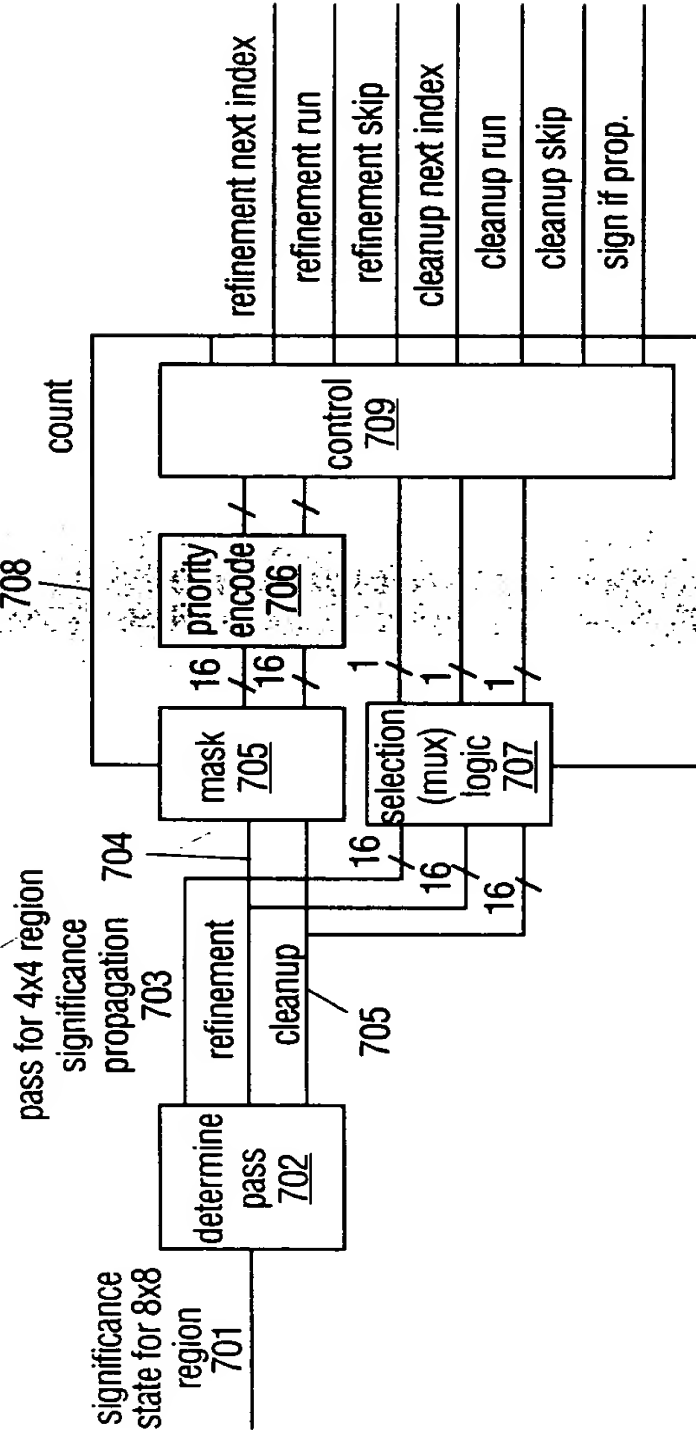 significance
state for 8x8
region
701
determine
pass
702
pass for 4x4 region
significance
propagation
703
refinement
cleanup
704
705
mask
705
16
16
priority
encode
706
16
16
16
selection
(mux)
logic
707
1
1
1
708
count
control
709
refinement next index
refinement run
refinement skip
cleanup next index
cleanup run
cleanup skip
sign if prop.